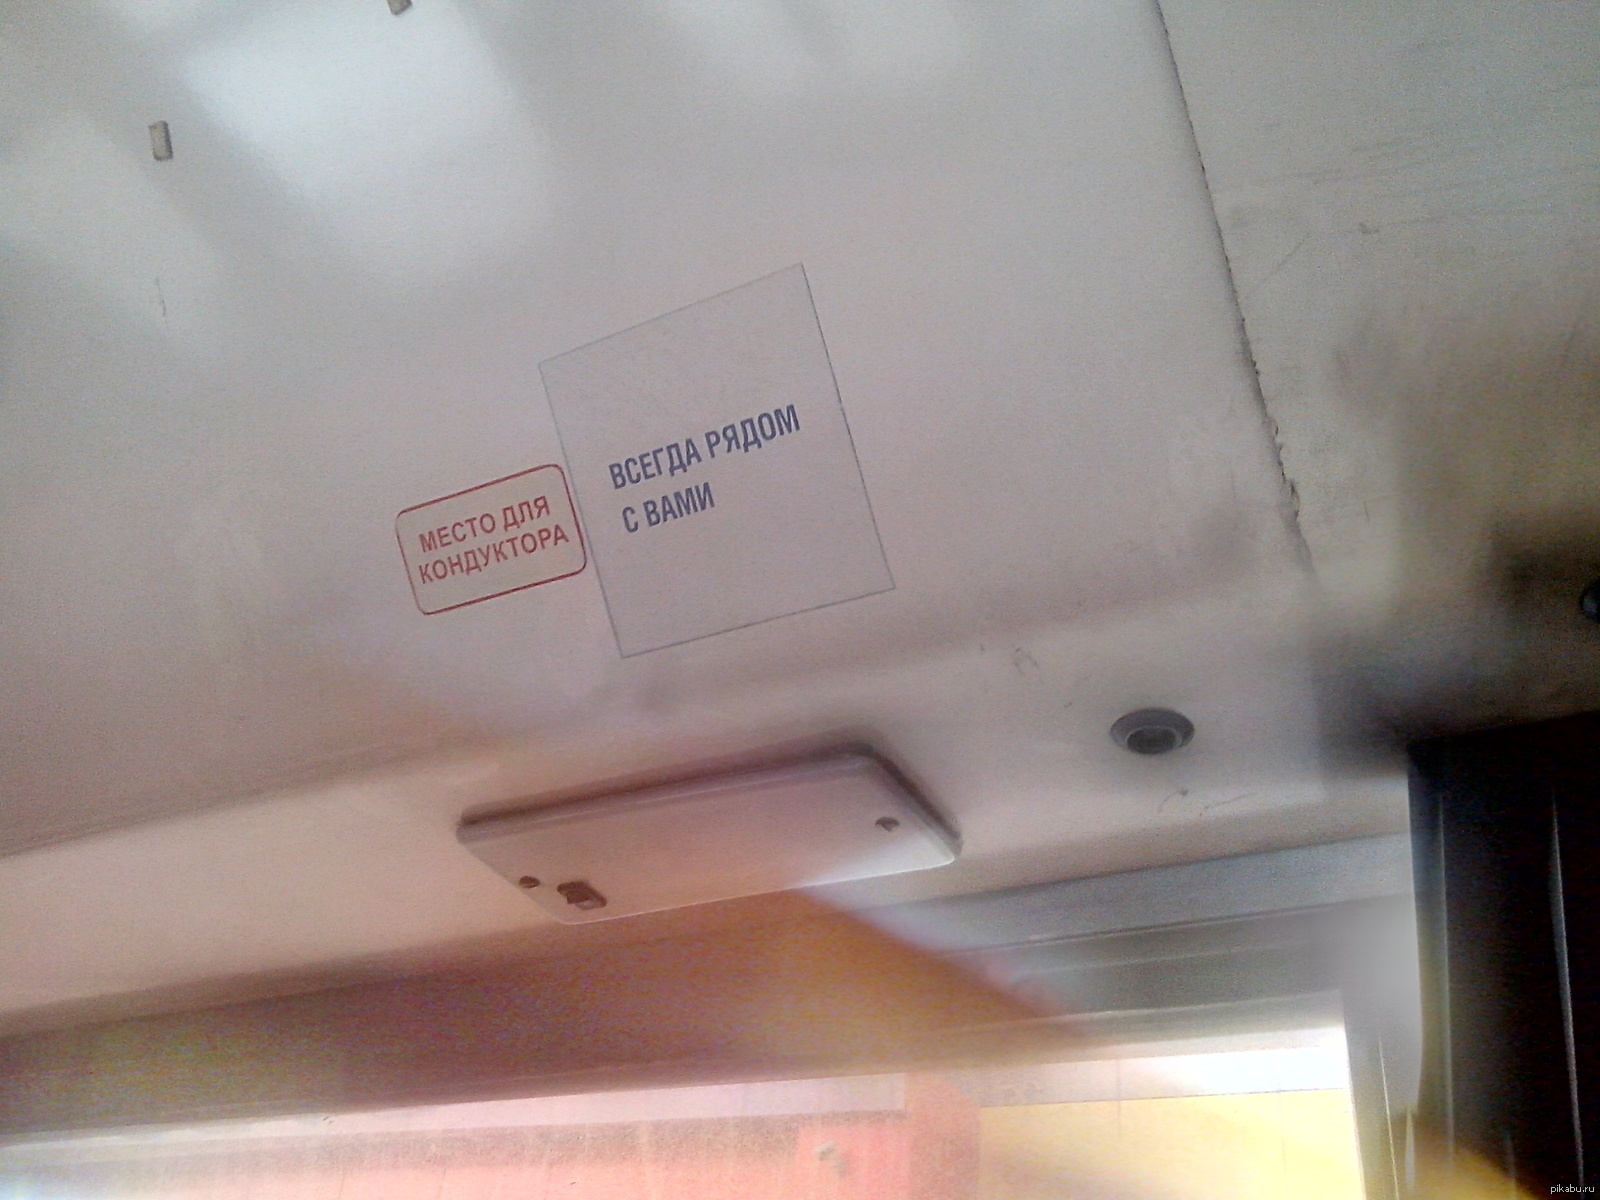 МЕСТО ДЛЯ
КОНДУКТОРА
ВСЕГДА РЯДОМ
С ВАМИ
pikabu.ru